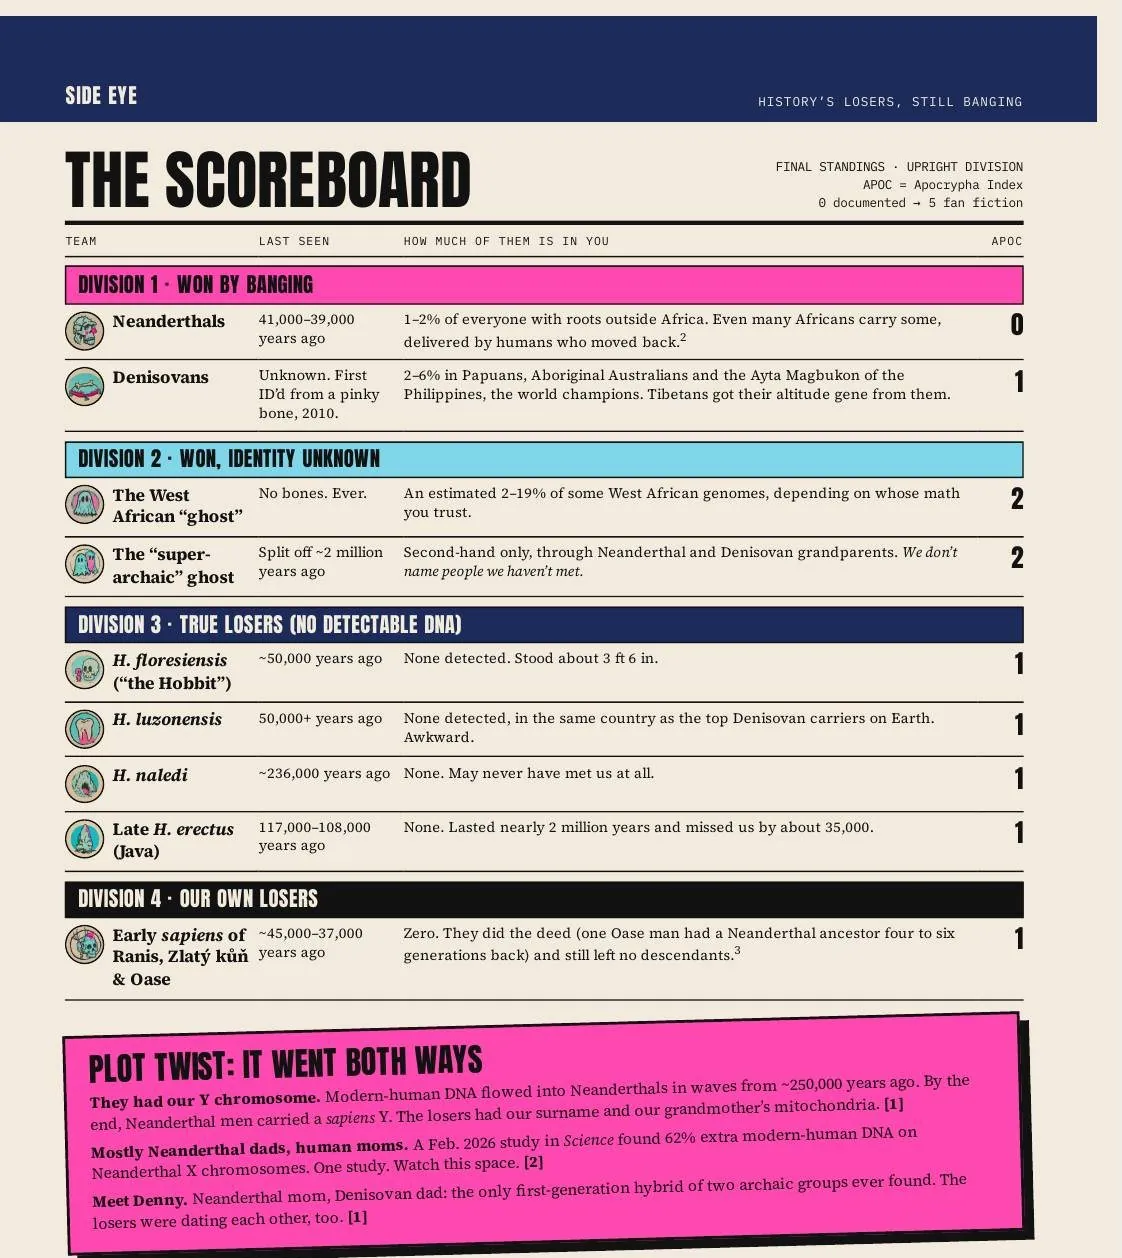 SIDE EYE
HISTORY'S LOSERS, STILL BANGING
THE SCOREBOARD
FINAL STANDINGS · UPRIGHT DIVISION
APOC = Apocrypha Index
0 documented → 5 fan fiction
TEAM LAST SEEN HOW MUCH OF THEM IS IN YOU APOC
DIVISION 1 · WON BY BANGING
Neanderthals
41,000–39,000
years ago
1–2% of everyone with roots outside Africa. Even many Africans carry some,
delivered by humans who moved back.2
0
Denisovans
Unknown. First
ID'd from a pinky
bone, 2010.
2–6% in Papuans, Aboriginal Australians and the Ayta Magbukon of the
Philippines, the world champions. Tibetans got their altitude gene from them.
1
DIVISION 2 · WON, IDENTITY UNKNOWN
The West
African “ghost”
No bones. Ever.
An estimated 2–19% of some West African genomes, depending on whose math
you trust.
2
The “super-
archaic” ghost
Split off ~2 million
years ago
Second-hand only, through Neanderthal and Denisovan grandparents. We don't
name people we haven't met.
2
DIVISION 3 · TRUE LOSERS (NO DETECTABLE DNA)
H. floresiensis
(“the Hobbit”)
~50,000 years ago
None detected. Stood about 3 ft 6 in.
1
H. luzonensis
50,000+ years ago
None detected, in the same country as the top Denisovan carriers on Earth.
Awkward.
1
H. naledi
~236,000 years ago
None. May never have met us at all.
1
Late H. erectus
(Java)
117,000–108,000
years ago
None. Lasted nearly 2 million years and missed us by about 35,000.
1
DIVISION 4 · OUR OWN LOSERS
Early sapiens of
Ranis, Zlatý kůň
& Oase
~45,000–37,000
years ago
Zero. They did the deed (one Oase man had a Neanderthal ancestor four to six
generations back) and still left no descendants.3
1
PLOT TWIST: IT WENT BOTH WAYS
They had our Y chromosome. Modern-human DNA flowed into Neanderthals in waves from ~250,000 years ago. By the
end, Neanderthal men carried a sapiens Y. The losers had our surname and our grandmother's mitochondria. [1]
Mostly Neanderthal dads, human moms. A Feb. 2026 study in Science found 62% extra modern-human DNA on
Neanderthal X chromosomes. One study. Watch this space. [2]
Meet Denny. Neanderthal mom, Denisovan dad: the only first-generation hybrid of two archaic groups ever found. The
losers were dating each other, too. [1]